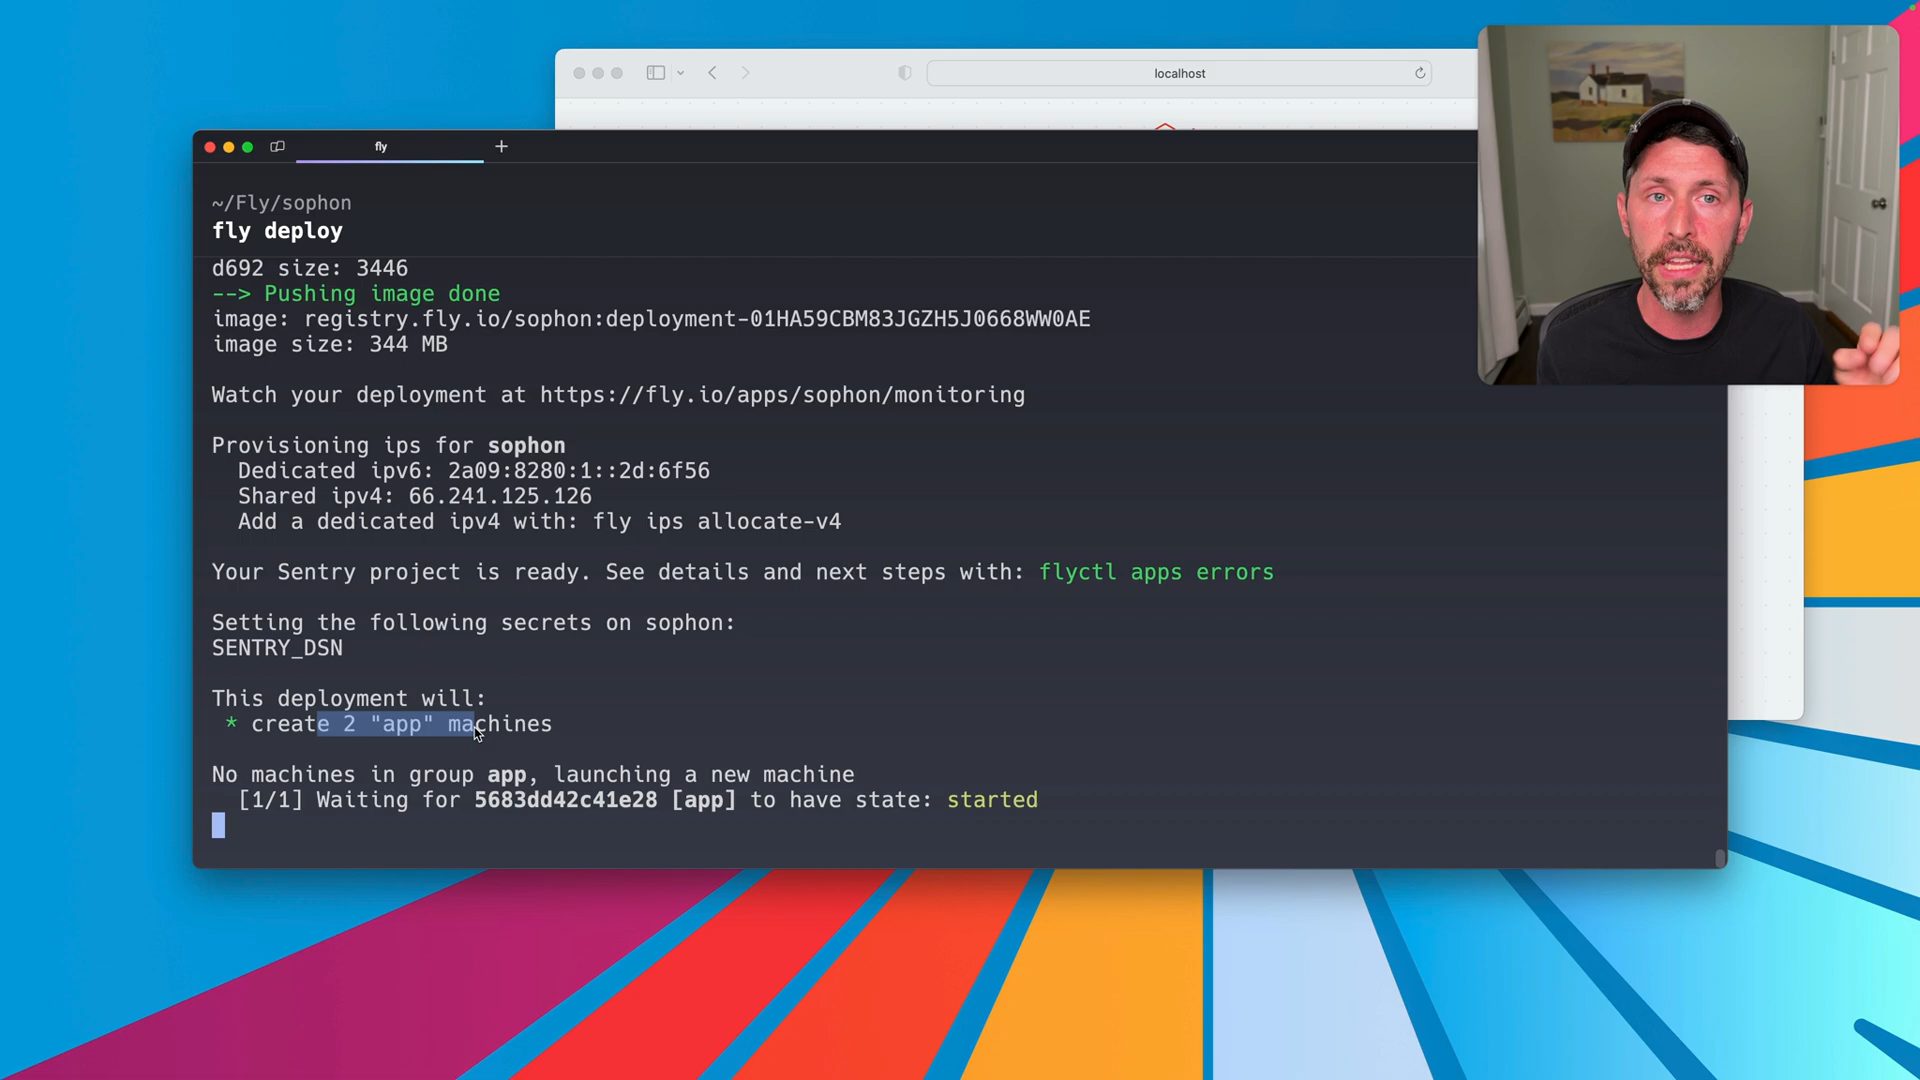 localhost
fly
~/Fly/sophon
fly deploy
d692 size: 3446
--> Pushing image done
image: registry.fly.io/sophon:deployment-01HA59CBM83JGZH5J0668WW0AE
image size: 344 MB
Watch your deployment at https://fly.io/apps/sophon/monitoring
Provisioning ips for sophon
Dedicated ipv6: 2a09:8280:1::2d:6f56
Shared ipv4: 66.241.125.126
Add a dedicated ipv4 with: fly ips allocate-v4
Your Sentry project is ready. See details and next steps with: flyctl apps errors
Setting the following secrets on sophon:
SENTRY_DSN
This deployment will:
* create 2 "app" machines
No machines in group app, launching a new machine
[1/1] Waiting for 5683dd42c41e28 [app] to have state: started